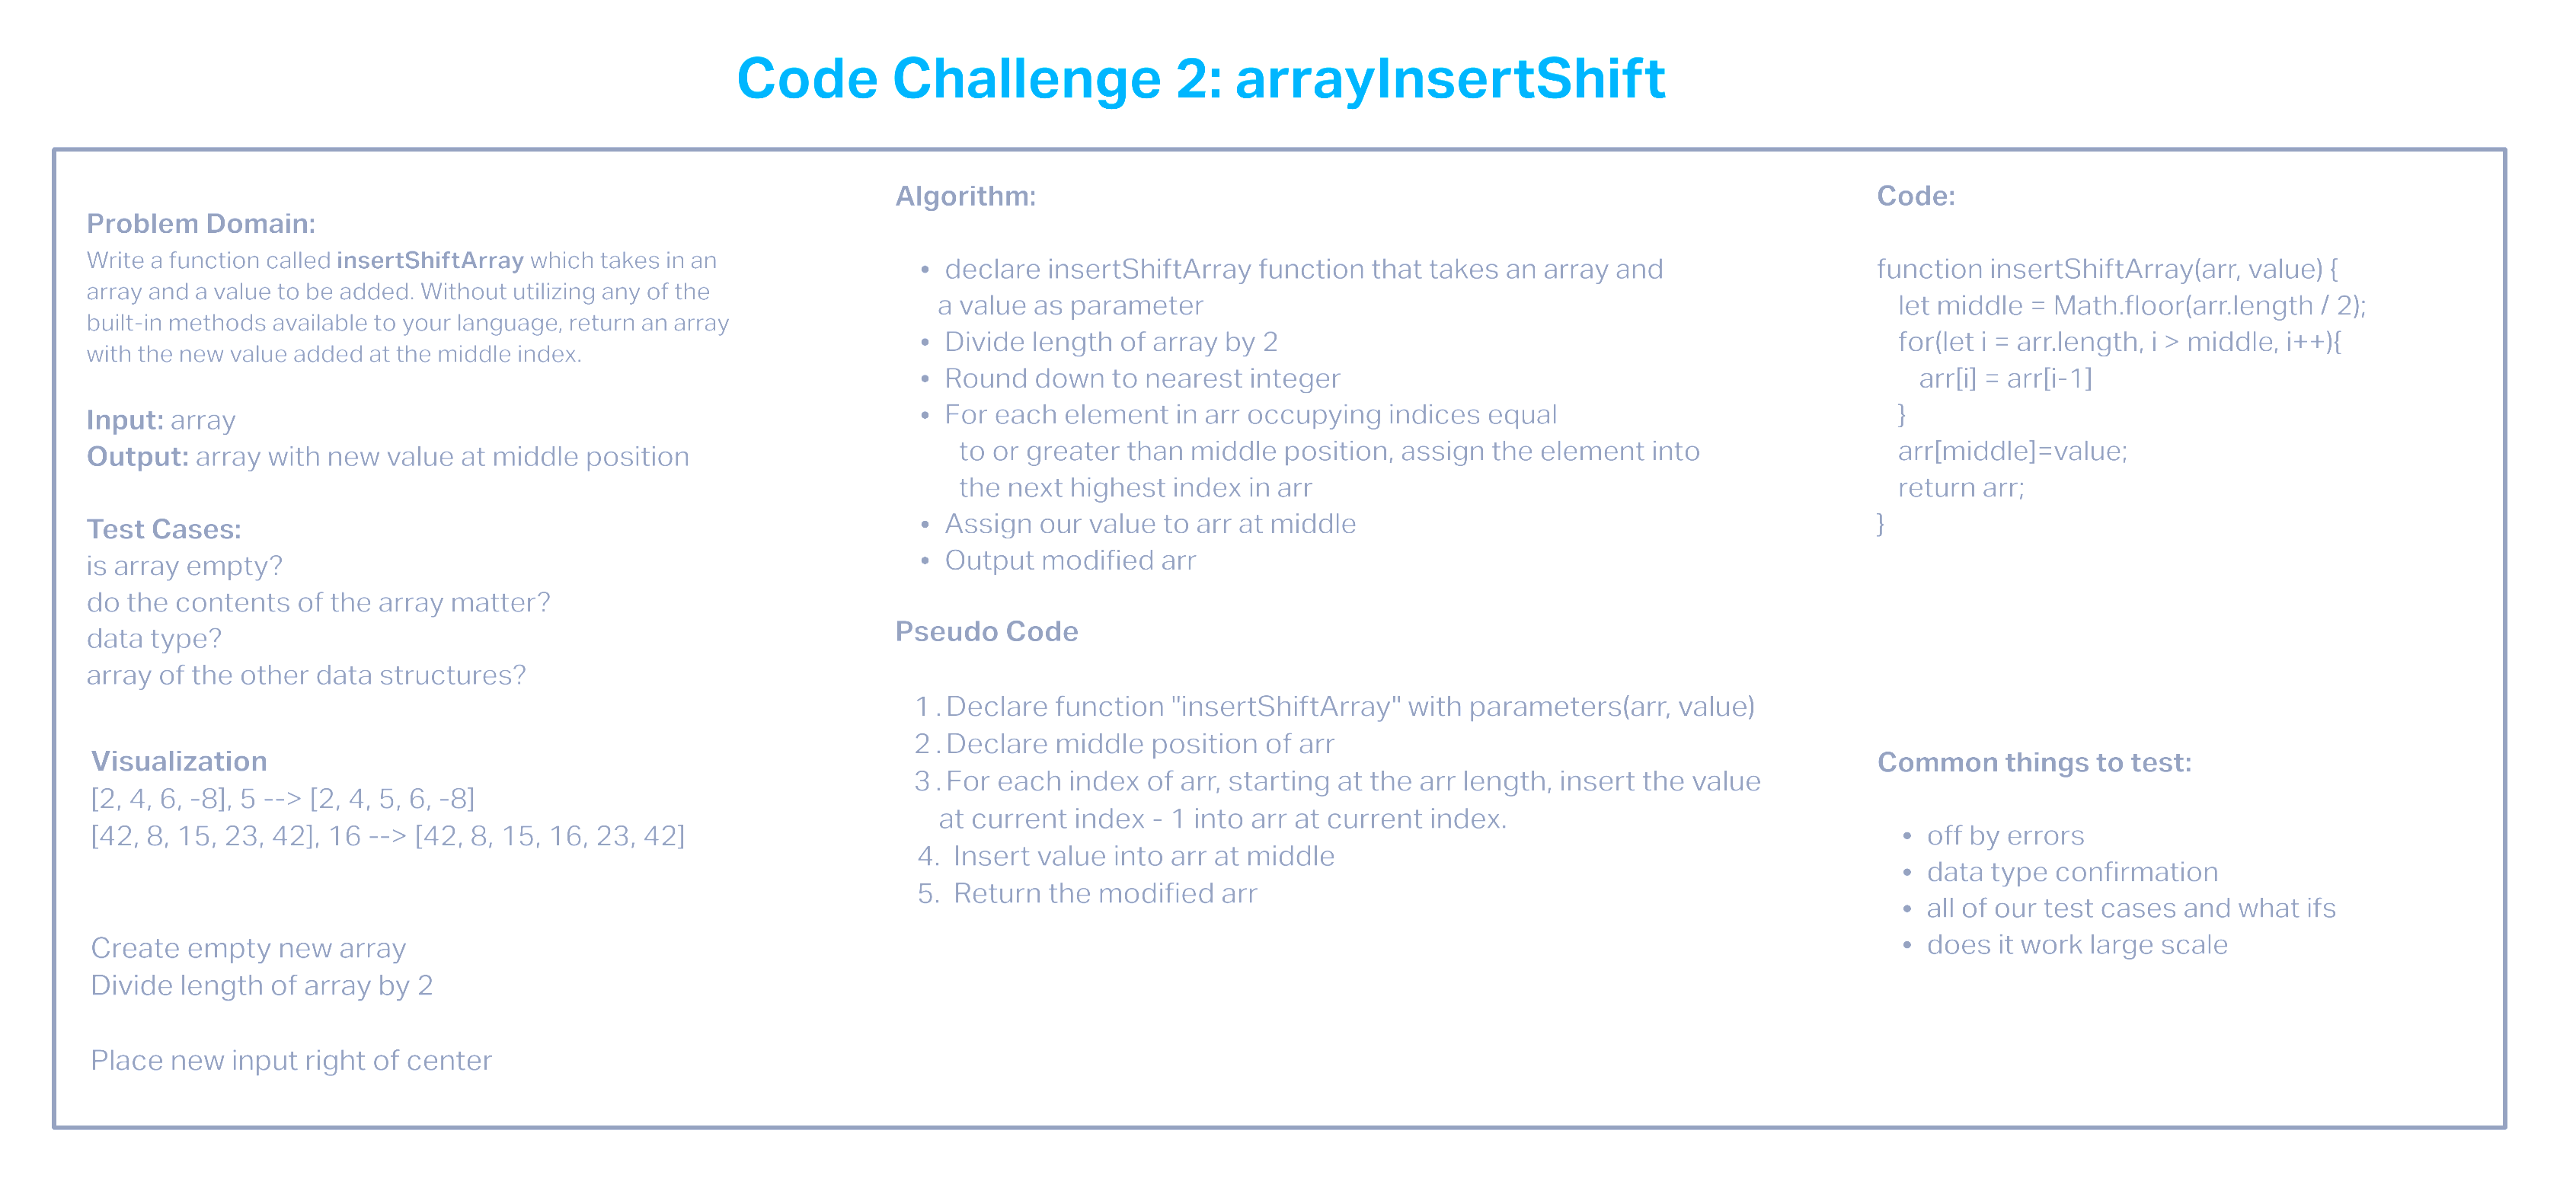 Code Challenge 2: arrayInsertShift
Problem Domain:
Write a function called insertShiftArray which takes in an
array and a value to be added. Without utilizing any of the
built-in methods available to your language, return an array
with the new value added at the middle index.
Input: array
Output: array with new value at middle position
Test Cases:
is array empty?
do the contents of the array matter?
data type?
array of the other data structures?
Visualization
[2, 4, 6, -8], 5 --> [2, 4, 5, 6, -8]
[42, 8, 15, 23, 42], 16 --> [42, 8, 15, 16, 23, 42]
Create empty new array
Divide length of array by 2
Place new input right of center
Algorithm:
• declare insertShiftArray function that takes an array and
a value as parameter
• Divide length of array by 2
• Round down to nearest integer
• For each element in arr occupying indices equal
to or greater than middle position, assign the element into
the next highest index in arr
• Assign our value to arr at middle
• Output modified arr
Pseudo Code
1. Declare function "insertShiftArray" with parameters(arr, value)
2. Declare middle position of arr
3. For each index of arr, starting at the arr length, insert the value
at current index - 1 into arr at current index.
4. Insert value into arr at middle
5. Return the modified arr
Code:
function insertShiftArray(arr, value) {
let middle = Math.floor(arr.length / 2);
for(let i = arr.length, i > middle, i++){
arr[i] = arr[i-1]
}
arr[middle]=value;
return arr;
}
Common things to test:
• off by errors
• data type confirmation
• all of our test cases and what ifs
• does it work large scale